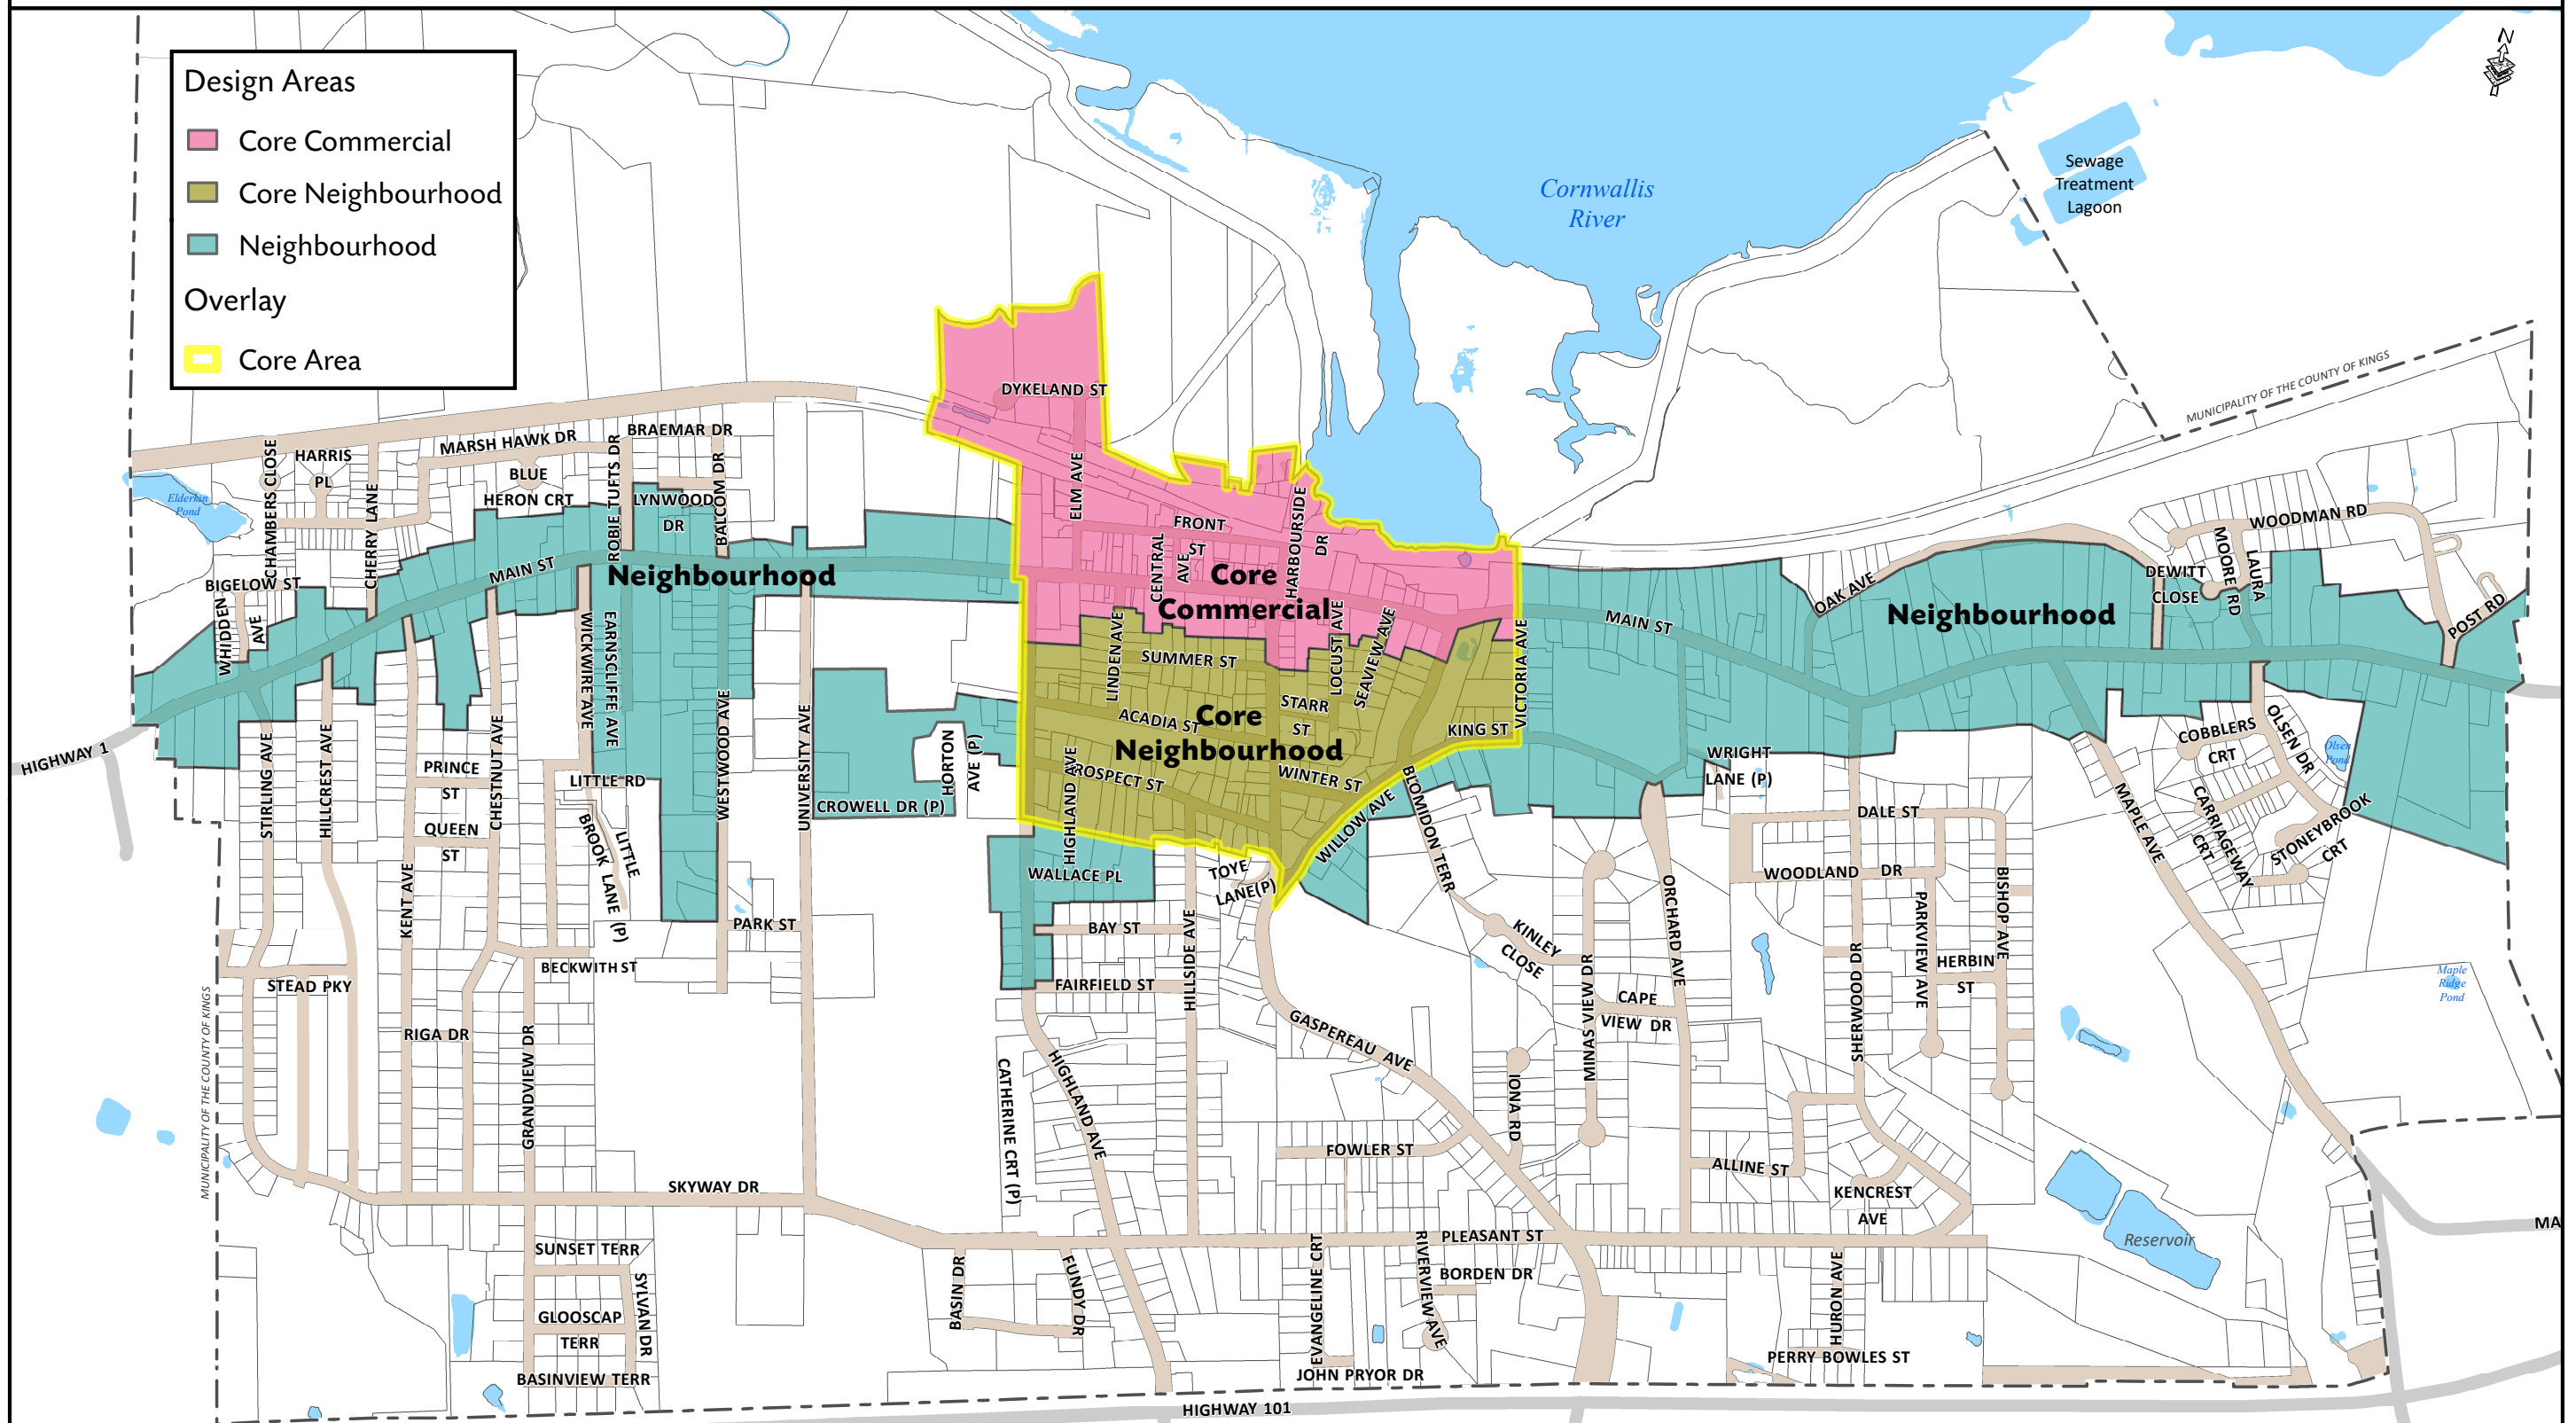 N
Design Areas
Core Commercial
Core Neighbourhood
Neighbourhood
Overlay
Core Area
Cornwallis
River
Sewage
Treatment
Lagoon
MUNICIPALITY OF THE COUNTY OF KINGS
DYKELAND ST
BRAEMAR DR
MARSH HAWK DR
HARRIS
PL
BLUE
HERON CRT
CHAMBERS CLOSE
CHERRY LANE
ROBIE TUFTS DR
LYNWOOD
DR
BALCOM DR
ELM AVE
Elderkin
Pond
FRONT
ST
CENTRAL
AVE
HARBOURSIDE
DR
WOODMAN RD
MOORE RD
LAURA
DEWITT
CLOSE
BIGELOW ST
MAIN ST
Neighbourhood
Core
Commercial
WHIDDEN
AVE
WICKWIRE AVE
EARNSCLIFFE AVE
LINDEN AVE
SUMMER ST
LOCUST AVE
SEAVIEW AVE
VICTORIA AVE
MAIN ST
OAK AVE
Neighbourhood
POST RD
HIGHWAY 1
STIRLING AVE
HILLCREST AVE
CHESTNUT AVE
WESTWOOD AVE
UNIVERSITY AVE
HORTON
AVE (P)
ACADIA ST
Core
Neighbourhood
STARR
ST
KING ST
WRIGHT
LANE (P)
COBBLERS
CRT
OLSEN DR
Olsen
Pond
PRINCE
ST
LITTLE RD
CROWELL DR (P)
HIGHLAND AVE
PROSPECT ST
WINTER ST
WILLOW AVE
BLOMIDON TERR
DALE ST
MAPLE AVE
CARRIAGEWAY
CRT
STONEYBROOK
CRT
QUEEN
ST
LITTLE
BROOK LANE (P)
WALLACE PL
TOYE
LANE(P)
WOODLAND DR
KENT AVE
PARK ST
BAY ST
HILLSIDE AVE
KINLEY
CLOSE
ORCHARD AVE
PARKVIEW AVE
BISHOP AVE
BECKWITH ST
STEAD PKY
FAIRFIELD ST
MINAS VIEW DR
CAPE
VIEW DR
SHERWOOD DR
HERBIN
ST
Maple
Ridge
Pond
MUNICIPALITY OF THE COUNTY OF KINGS
RIGA DR
GRANDVIEW DR
CATHERINE CRT (P)
HIGHLAND AVE
GASPEREAU AVE
IONA RD
FOWLER ST
ALLINE ST
SKYWAY DR
KENCREST
AVE
MA
PLEASANT ST
Reservoir
SUNSET TERR
SYLVAN DR
BASIN DR
FUNDY DR
EVANGELINE CRT
RIVERVIEW AVE
BORDEN DR
HURON AVE
GLOOSCAP
TERR
PERRY BOWLES ST
BASINVIEW TERR
JOHN PRYOR DR
HIGHWAY 101